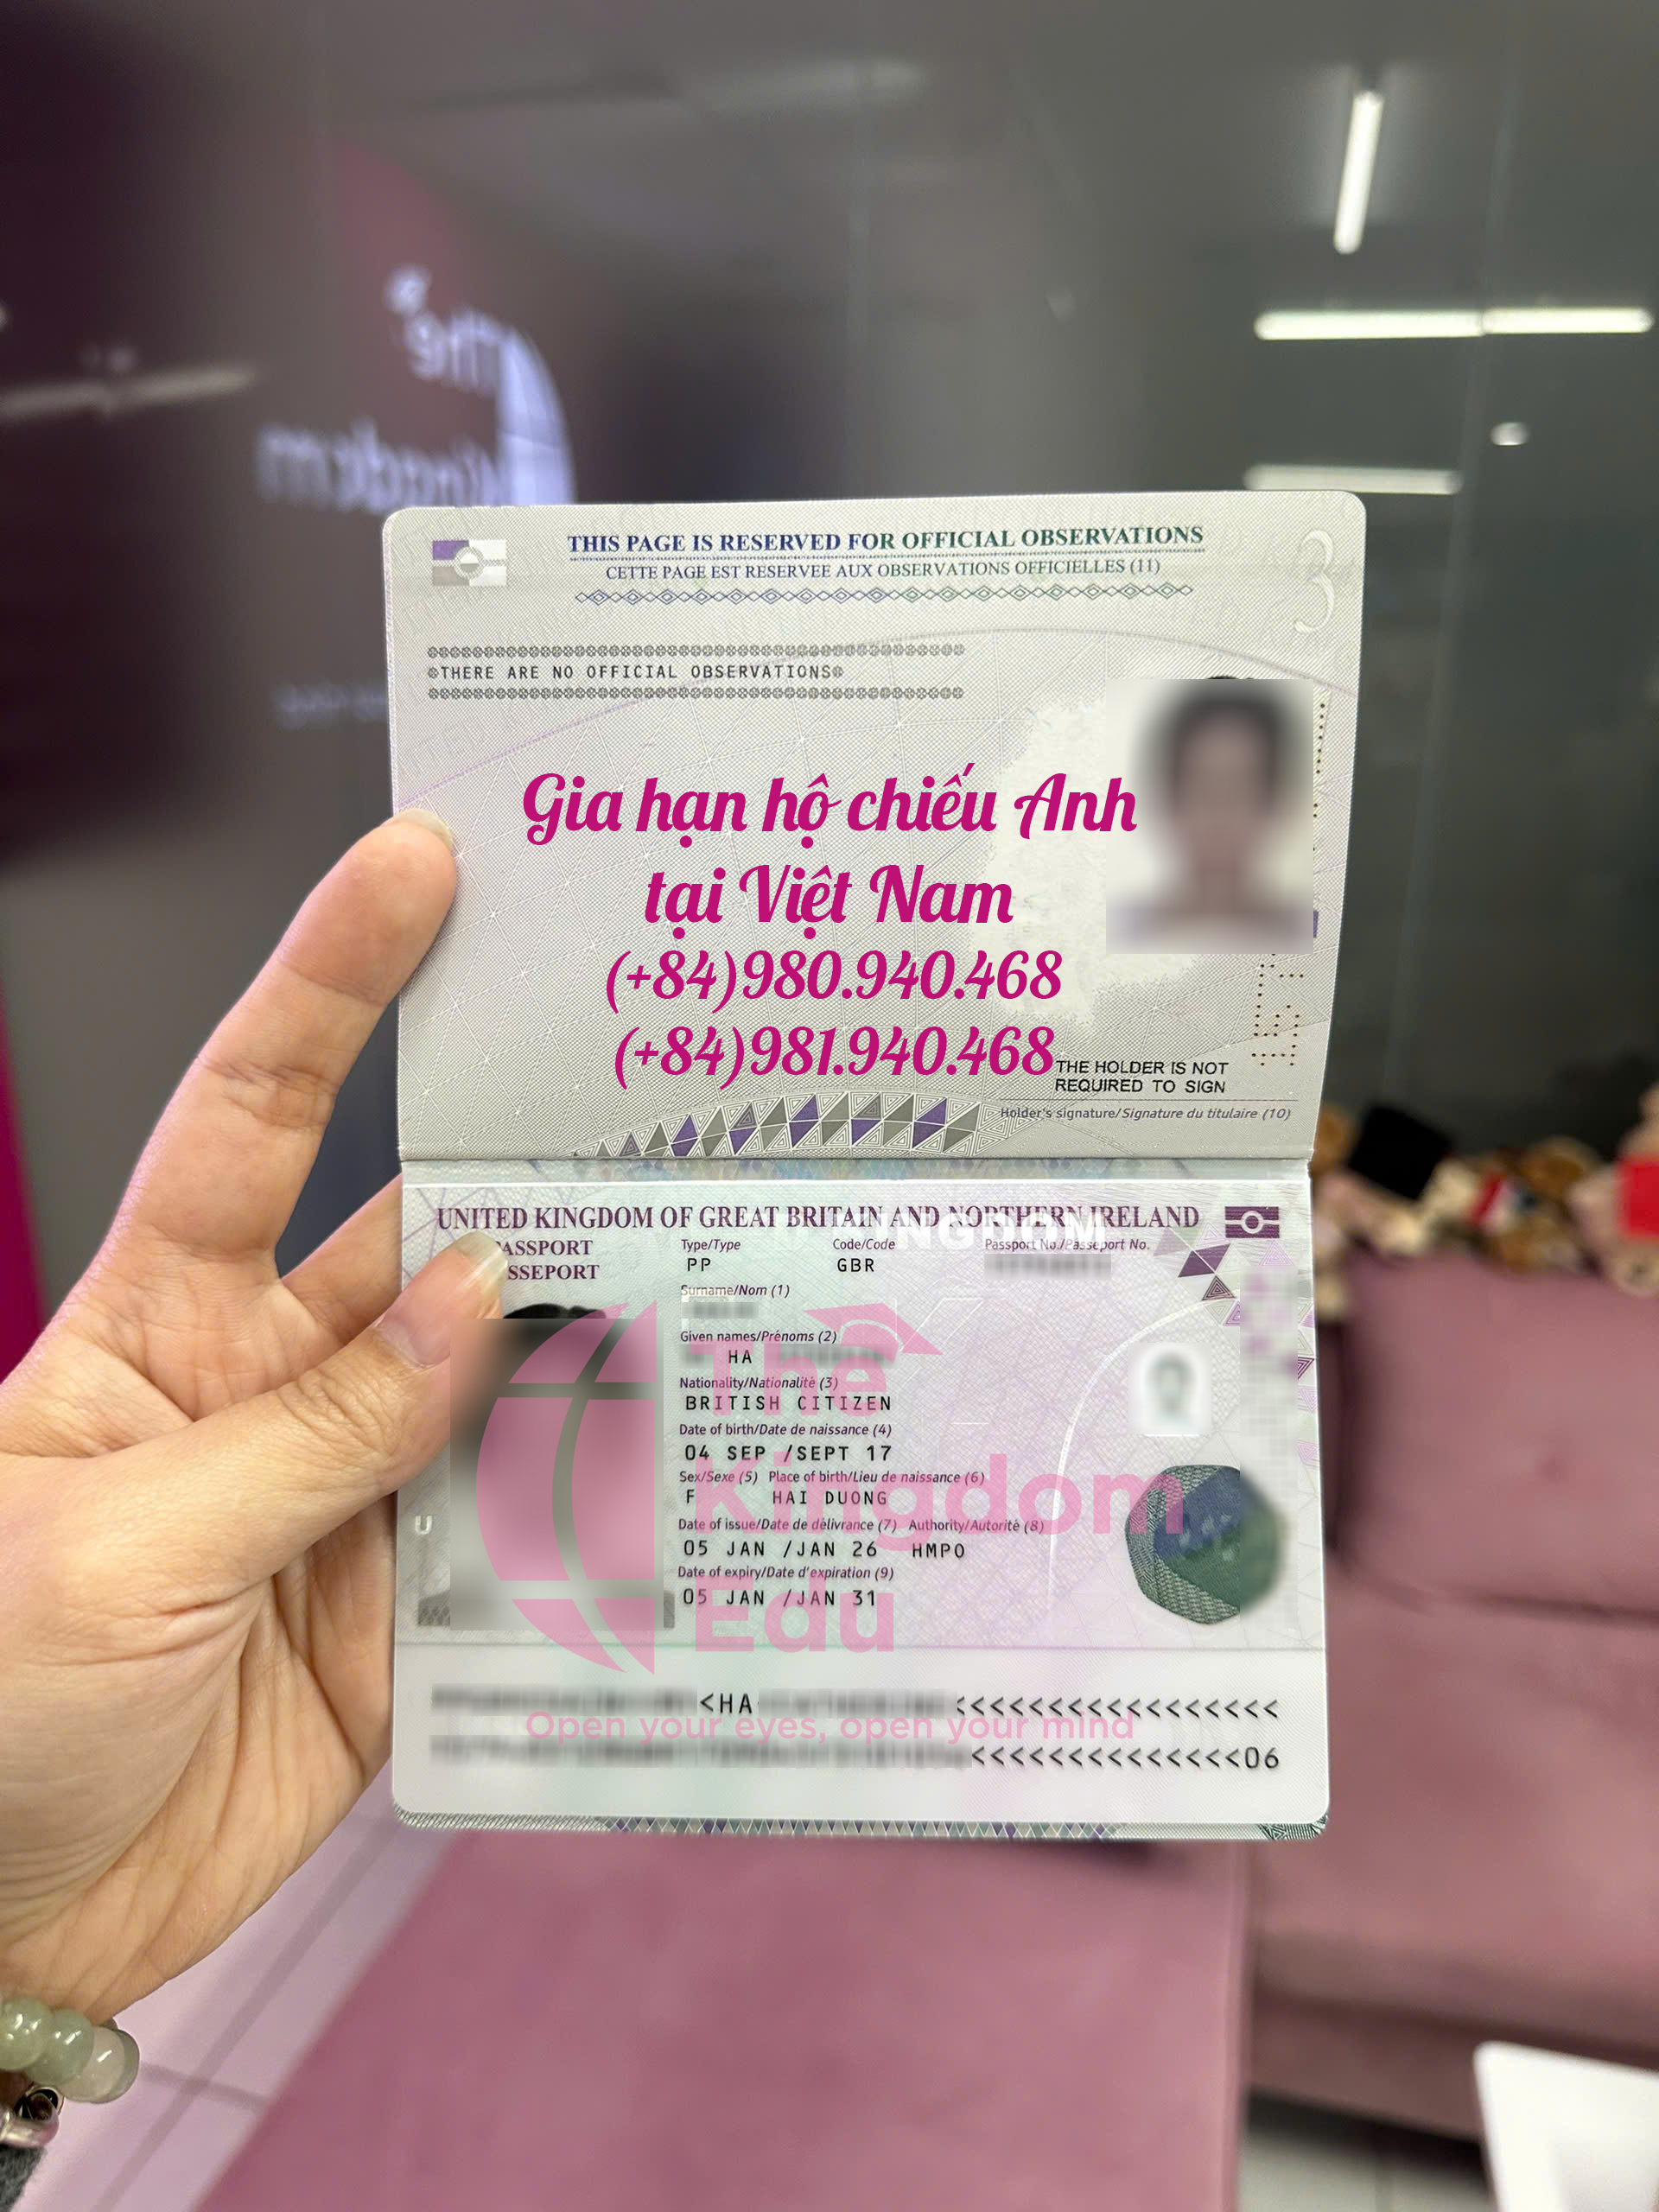 The
Kingdom
THIS PAGE IS RESERVED FOR OFFICIAL OBSERVATIONS
CETTE PAGE EST RESERVEE AUX OBSERVATIONS OFFICIELLES (11)
3
THERE ARE NO OFFICIAL OBSERVATIONS
Gia hạn hộ chiếu Anh
tại Việt Nam
(+84)980.940.468
(+84)981.940.468
THE HOLDER IS NOT
REQUIRED TO SIGN
Holder's signature/Signature du titulaire (10)
UNITED KINGDOM OF GREAT BRITAIN AND NORTHERN IRELAND
PASSPORT Type/Type Code/Code Passport No./Passeport No.
PASSEPORT PP GBR
Surname/Nom (1)
Given names/Prénoms (2)
HA
Nationality/Nationalité (3)
BRITISH CITIZEN
Date of birth/Date de naissance (4)
04 SEP /SEPT 17
Sex/Sexe (5) Place of birth/Lieu de naissance (6)
F HAI DUONG
Date of issue/Date de délivrance (7) Authority/Autorité (8)
05 JAN /JAN 26 HMPO
Date of expiry/Date d'expiration (9)
05 JAN /JAN 31
The
Kingdom
Edu
<HA <<<<<<<<<<<<<<<<<
Open your eyes, open your mind
<<<<<<<<<<<<<<<06